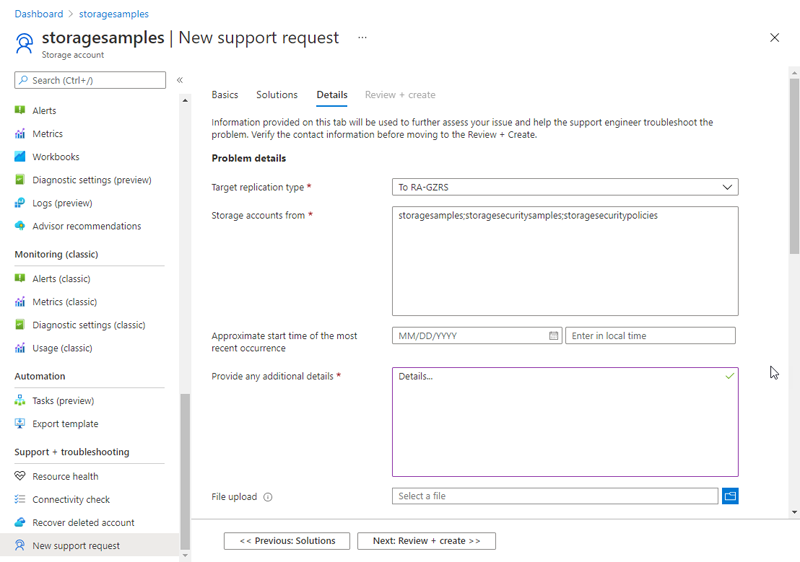 Dashboard > storagesamples
storagesamples | New support request ...
Storage account
Search (Ctrl+/)
«
Alerts
Metrics
Workbooks
Diagnostic settings (preview)
Logs (preview)
Advisor recommendations
Monitoring (classic)
Alerts (classic)
Metrics (classic)
Diagnostic settings (classic)
Usage (classic)
Automation
Tasks (preview)
Export template
Support + troubleshooting
Resource health
Connectivity check
Recover deleted account
New support request
Basics Solutions Details Review + create
Information provided on this tab will be used to further assess your issue and help the support engineer troubleshoot the
problem. Verify the contact information before moving to the Review + Create.
Problem details
Target replication type * To RA-GZRS
Storage accounts from * storagesamples;storagesecuritysamples;storagesecuritypolicies
Approximate start time of the most
recent occurrence
MM/DD/YYYY Enter in local time
Provide any additional details * Details...
File upload Select a file
<< Previous: Solutions Next: Review + create >>